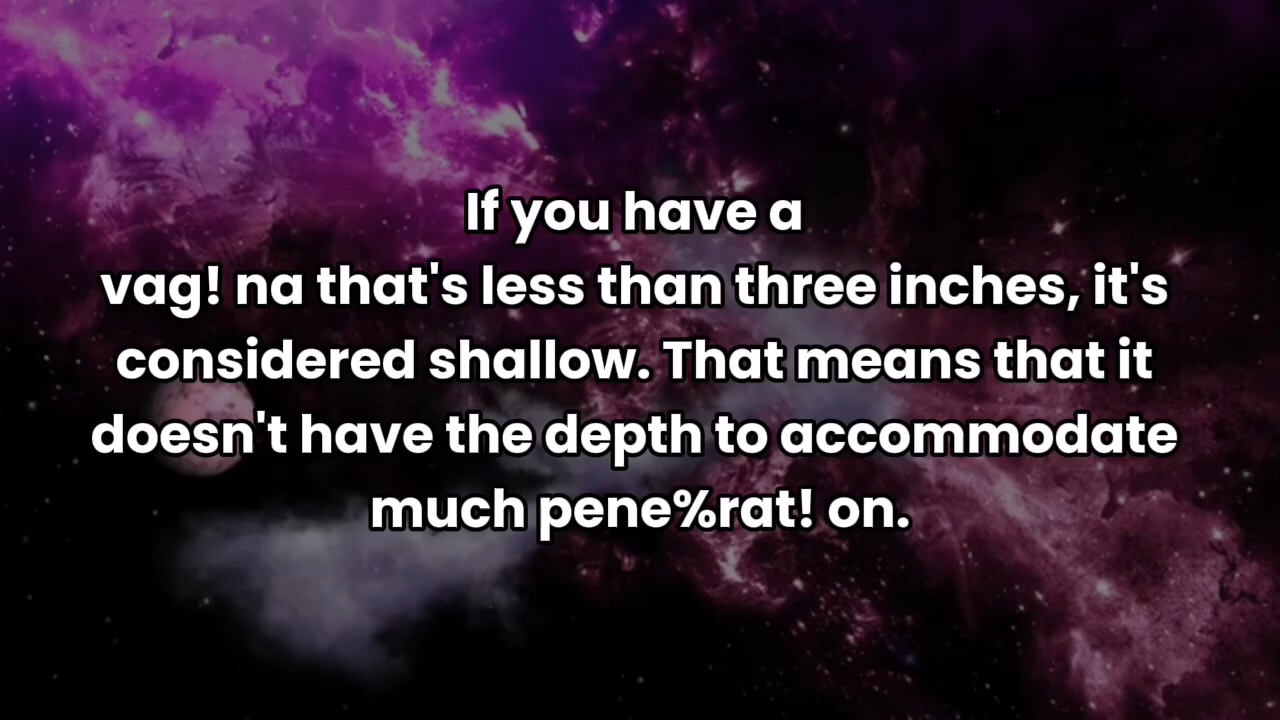 If you have a
vag! na that's less than three inches, it's
considered shallow. That means that it
doesn't have the depth to accommodate
much pene%rat! on.